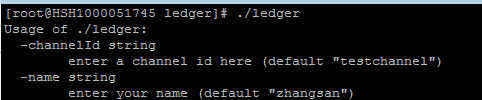 [root@HSH1000051745 ledger]# ./ledger
Usage of ./ledger:
  -channelId string
        enter a channel id here (default "testchannel")
  -name string
        enter your name (default "zhangsan")